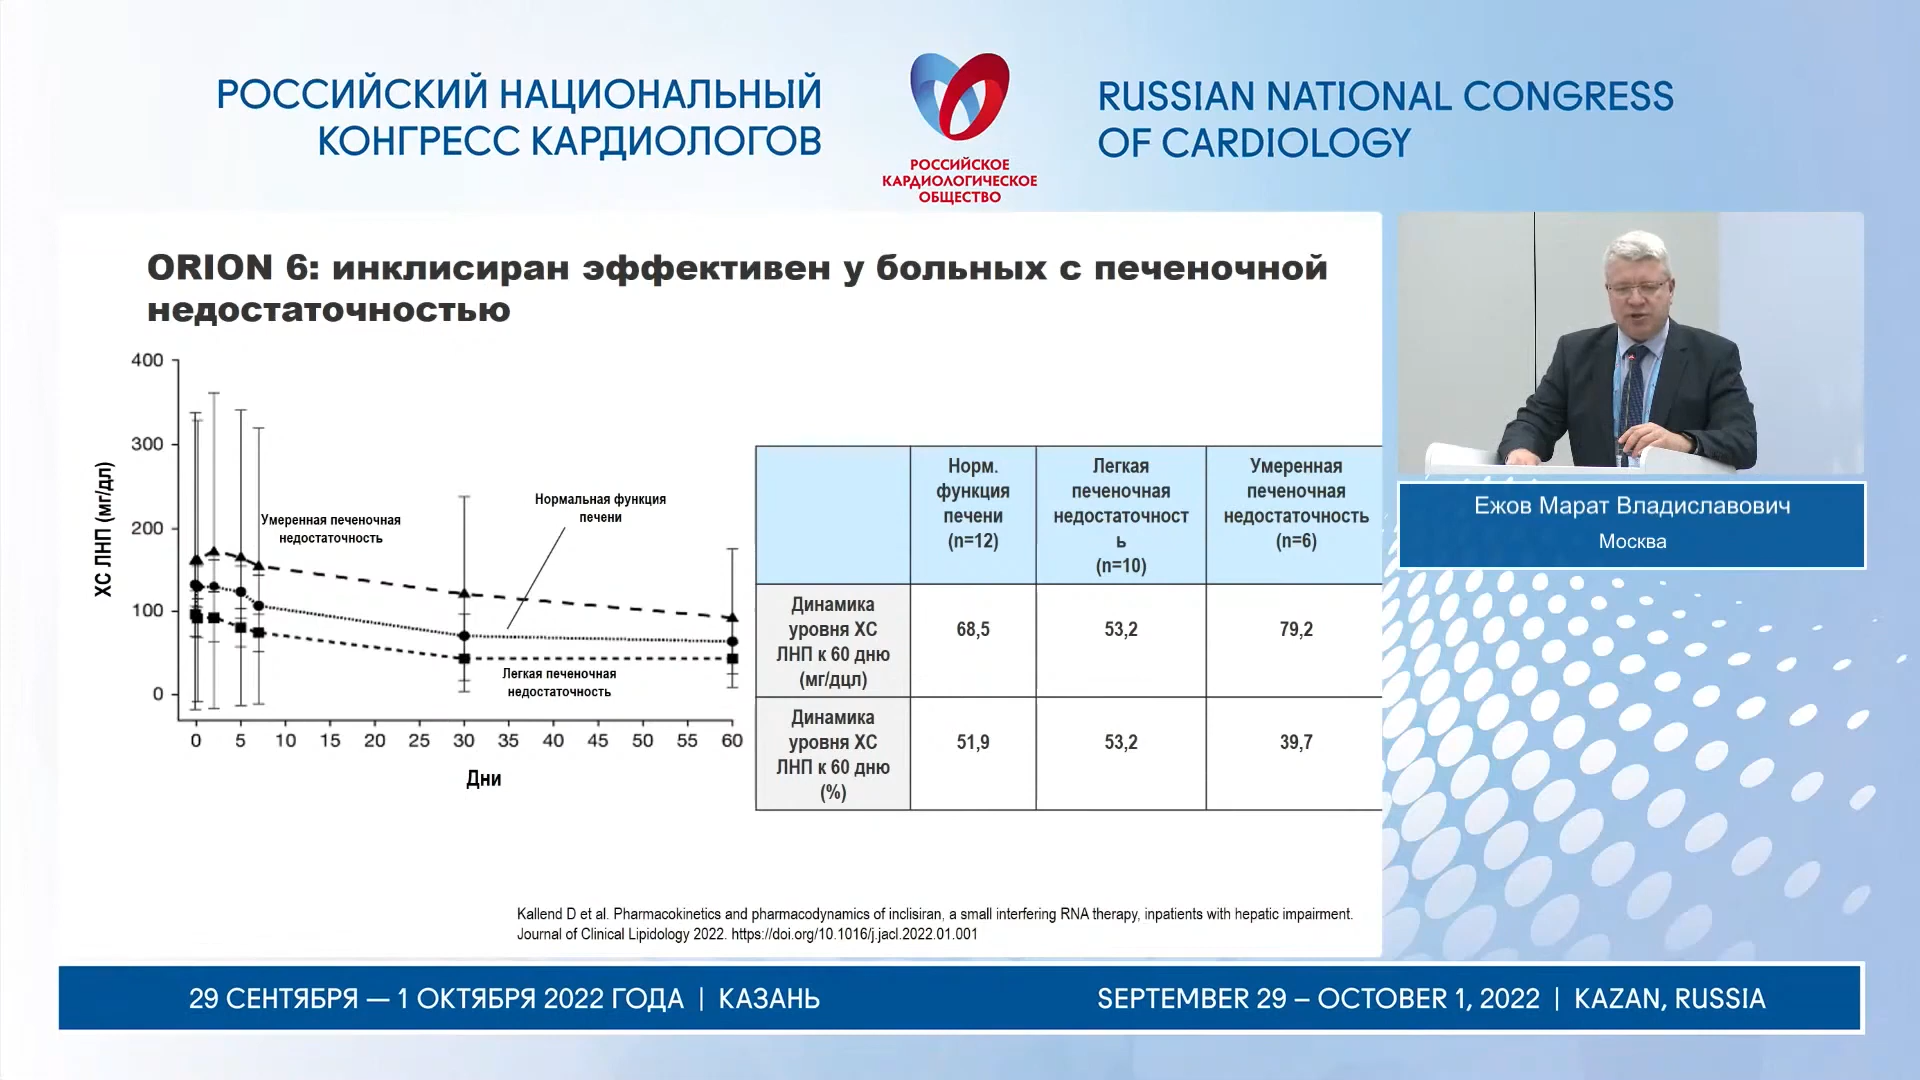 РОССИЙСКИЙ НАЦИОНАЛЬНЫЙ
КОНГРЕСС КАРДИОЛОГОВ
РОССИЙСКОЕ
КАРДИОЛОГИЧЕСКОЕ
ОБЩЕСТВО
RUSSIAN NATIONAL CONGRESS
OF CARDIOLOGY
ORION 6: инклисиран эффективен у больных с печеночной
недостаточностью
400
300
200
100
0
ХС ЛНП (мг/дл)
Умеренная печеночная
недостаточность
Нормальная функция
печени
Легкая печеночная
недостаточность
0 5 10 15 20 25 30 35 40 45 50 55 60
Дни
Норм.
функция
печени
(n=12)
Легкая
печеночная
недостаточност
ь
(n=10)
Умеренная
печеночная
недостаточность
(n=6)
Динамика
уровня ХС
ЛНП к 60 дню
(мг/дцл)
68,5
53,2
79,2
Динамика
уровня ХС
ЛНП к 60 дню
(%)
51,9
53,2
39,7
Kallend D et al. Pharmacokinetics and pharmacodynamics of inclisiran, a small interfering RNA therapy, inpatients with hepatic impairment.
Journal of Clinical Lipidology 2022. https://doi.org/10.1016/j.jacl.2022.01.001
Ежов Марат Владиславович
Москва
29 СЕНТЯБРЯ — 1 ОКТЯБРЯ 2022 ГОДА | КАЗАНЬ
SEPTEMBER 29 – OCTOBER 1, 2022 | KAZAN, RUSSIA